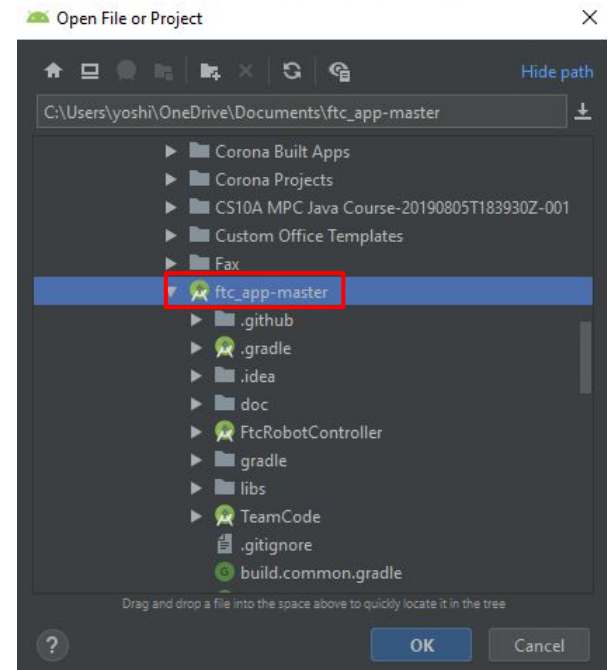 Open File or Project
Hide path
C:\Users\yoshi\OneDrive\Documents\ftc_app-master
Corona Built Apps
Corona Projects
CS10A MPC Java Course-20190805T183930Z-001
Custom Office Templates
Fax
ftc_app-master
.github
.gradle
.idea
doc
FtcRobotController
gradle
libs
TeamCode
.gitignore
build.common.gradle
Drag and drop a file into the space above to quickly locate it in the tree
?
OK Cancel